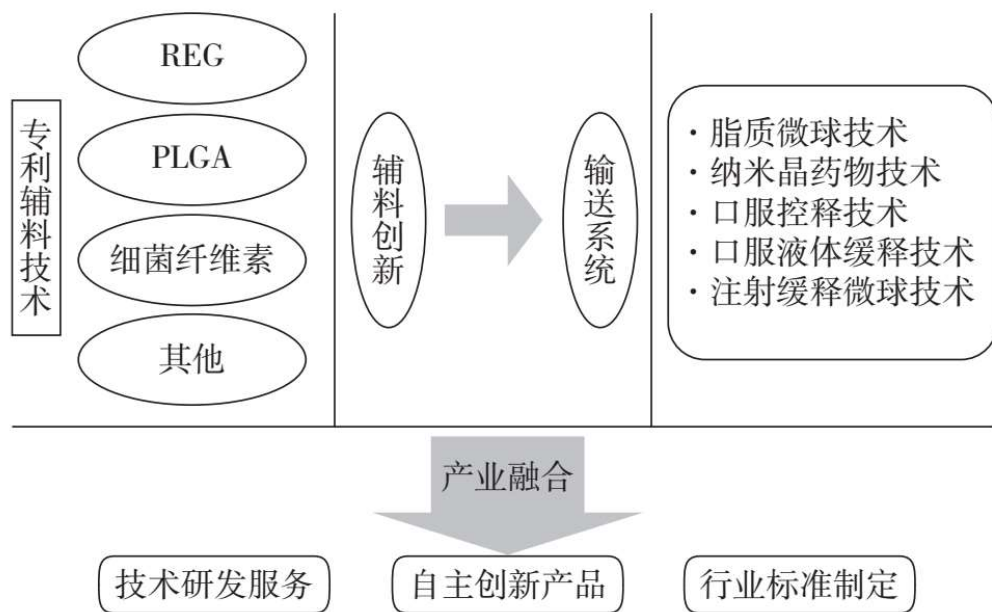 专利辅料技术
REG
PLGA
细菌纤维素
其他
辅料创新
输送系统
·脂质微球技术
·纳米晶药物技术
·口服控释技术
·口服液体缓释技术
·注射缓释微球技术
产业融合
技术研发服务
自主创新产品
行业标准制定